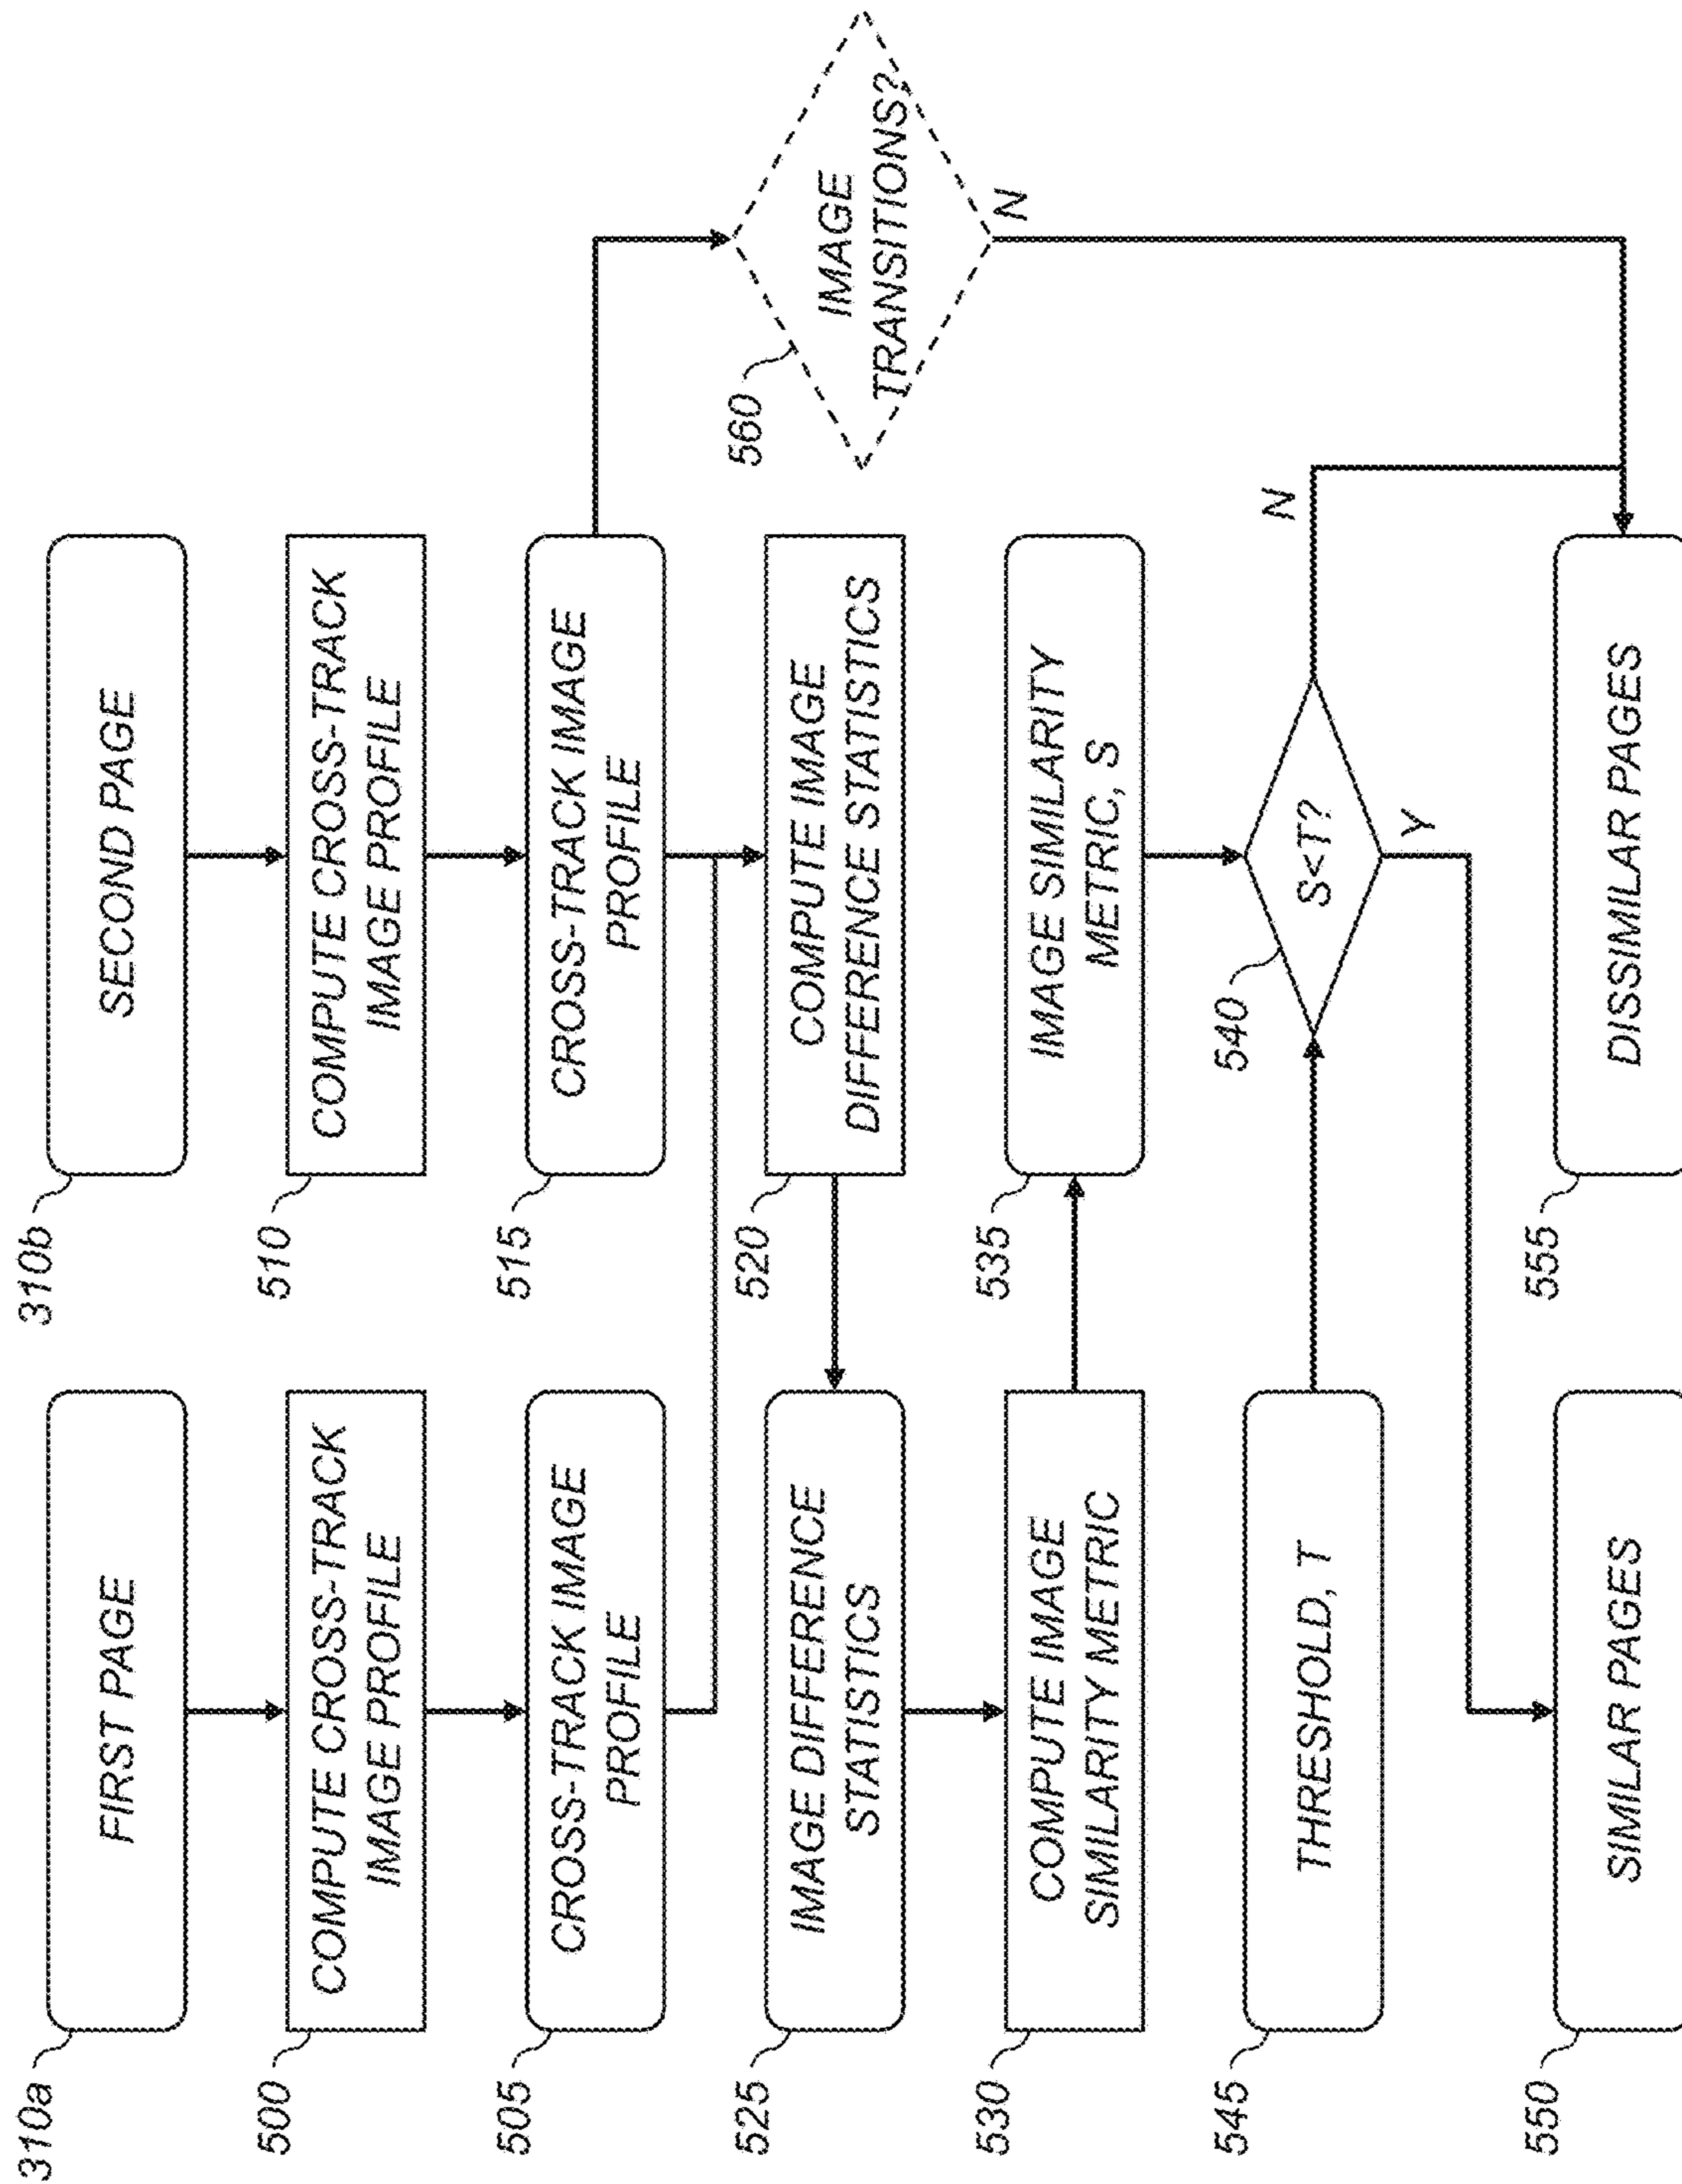 310a
FIRST PAGE
310b
SECOND PAGE
500
COMPUTE CROSS-TRACK
IMAGE PROFILE
510
COMPUTE CROSS-TRACK
IMAGE PROFILE
505
CROSS-TRACK IMAGE
PROFILE
515
CROSS-TRACK IMAGE
PROFILE
560
IMAGE
TRANSITIONS?
N
525
IMAGE DIFFERENCE
STATISTICS
520
COMPUTE IMAGE
DIFFERENCE STATISTICS
530
COMPUTE IMAGE
SIMILARITY METRIC
535
IMAGE SIMILARITY
METRIC, S
545
THRESHOLD, T
540
S<T?
N
Y
550
SIMILAR PAGES
555
DISSIMILAR PAGES